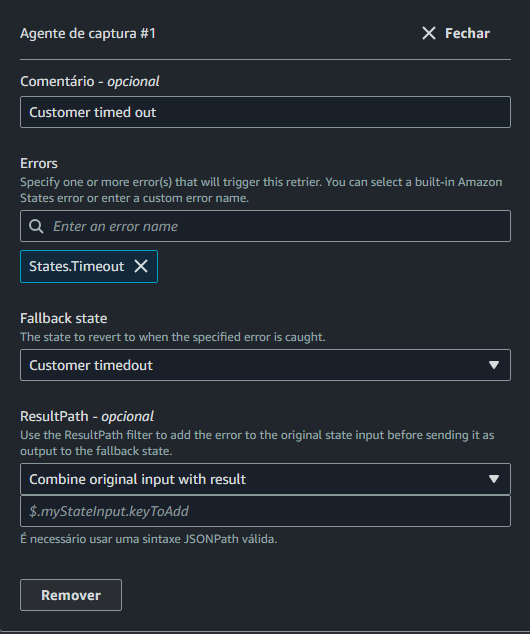 Agente de captura #1
Fechar
Comentário - opcional
Customer timed out
Errors
Specify one or more error(s) that will trigger this retrier. You can select a built-in Amazon
States error or enter a custom error name.
Enter an error name
States.Timeout
Fallback state
The state to revert to when the specified error is caught.
Customer timedout
ResultPath - opcional
Use the ResultPath filter to add the error to the original state input before sending it as
output to the fallback state.
Combine original input with result
$.myStateInput.keyToAdd
É necessário usar uma sintaxe JSONPath válida.
Remover